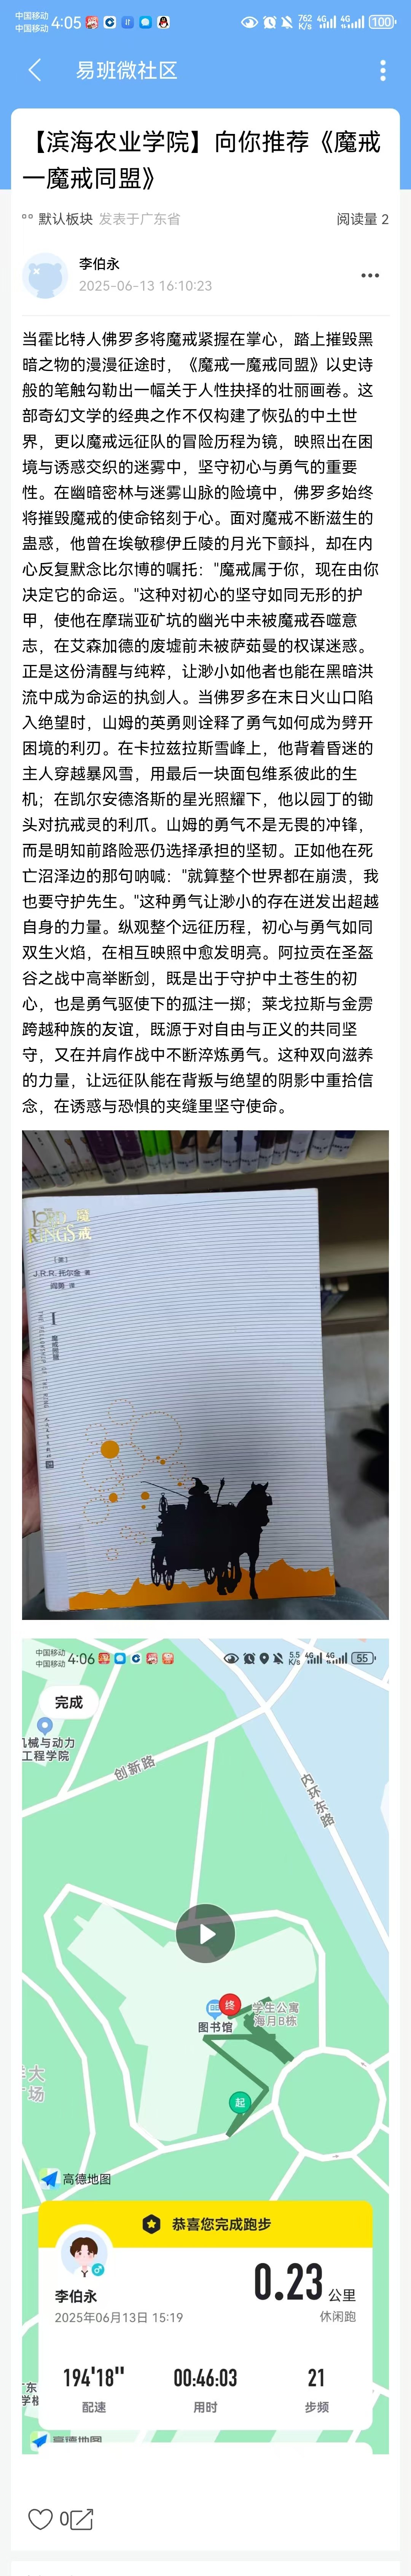 中国移动
中国移动
4:05
762
K/s
4G
4G
100
易班微社区
【滨海农业学院】向你推荐《魔戒
一魔戒同盟》
默认板块 发表于广东省
阅读量 2
李伯永
2025-06-13 16:10:23
当霍比特人佛罗多将魔戒紧握在掌心，踏上摧毁黑
暗之物的漫漫征途时，《魔戒一魔戒同盟》以史诗
般的笔触勾勒出一幅关于人性抉择的壮丽画卷。这
部奇幻文学的经典之作不仅构建了恢弘的中土世
界，更以魔戒远征队的冒险历程为镜，映照出在困
境与诱惑交织的迷雾中，坚守初心与勇气的重要
性。在幽暗密林与迷雾山脉的险境中，佛罗多始终
将摧毁魔戒的使命铭刻于心。面对魔戒不断滋生的
蛊惑，他曾在埃敏穆伊丘陵的月光下颤抖，却在内
心反复默念比尔博的嘱托："魔戒属于你，现在由你
决定它的命运。"这种对初心的坚守如同无形的护
甲，使他在摩瑞亚矿坑的幽光中未被魔戒吞噬意
志，在艾森加德的废墟前未被萨茹曼的权谋迷惑。
正是这份清醒与纯粹，让渺小如他者也能在黑暗洪
流中成为命运的执剑人。当佛罗多在末日火山口陷
入绝望时，山姆的英勇则诠释了勇气如何成为劈开
困境的利刃。在卡拉兹拉斯雪峰上，他背着昏迷的
主人穿越暴风雪，用最后一块面包维系彼此的生
机；在凯尔安德洛斯的星光照耀下，他以园丁的锄
头对抗戒灵的利爪。山姆的勇气不是无畏的冲锋，
而是明知前路险恶仍选择承担的坚韧。正如他在死
亡沼泽边的那句呐喊："就算整个世界都在崩溃，我
也要守护先生。"这种勇气让渺小的存在迸发出超越
自身的力量。纵观整个远征历程，初心与勇气如同
双生火焰，在相互映照中愈发明亮。阿拉贡在圣盔
谷之战中高举断剑，既是出于守护中土苍生的初
心，也是勇气驱使下的孤注一掷；莱戈拉斯与金雳
跨越种族的友谊，既源于对自由与正义的共同坚
守，又在并肩作战中不断淬炼勇气。这种双向滋养
的力量，让远征队能在背叛与绝望的阴影中重拾信
念，在诱惑与恐惧的夹缝里坚守使命。
THE
LORD
OF THE
RINGS
魔戒
[英]
J.R.R. 托尔金 著
I
魔戒同盟
THE FELLOWSHIP OF THE RING
中国移动
中国移动
4:06
5.5
K/s
4G
4G
55
完成
机械与动力
工程学院
创新路
内环东路
终
图书馆
学生公寓
海月B栋
起
高德地图
恭喜您完成跑步
李伯永
2025年06月13日 15:19
0.23 公里
休闲跑
194'18"
00:46:03
21
配速
用时
步频
高德地图
0